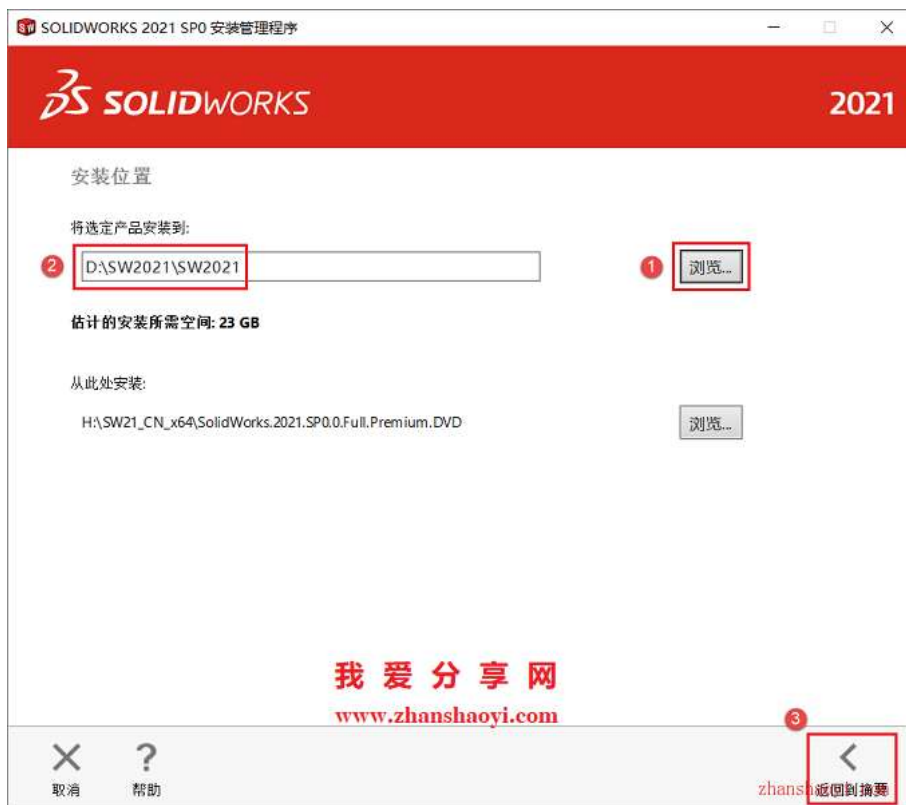 SOLIDWORKS 2021 SP0 安装管理程序
SOLIDWORKS
2021
安装位置
将选定产品安装到:
② D:\SW2021\SW2021
① 浏览...
估计的安装所需空间: 23 GB
从此处安装:
H:\SW21_CN_x64\SolidWorks.2021.SP0.0.Full.Premium.DVD
浏览...
我爱分享网
www.zhanshaoyi.com
③
取消
帮助
返回到摘要